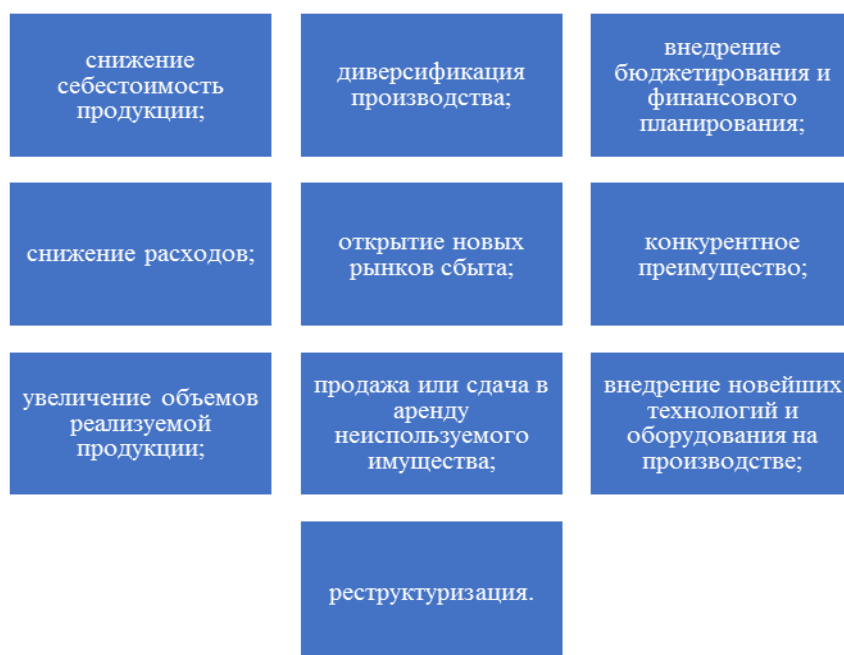 снижение
себестоимость
продукции;
диверсификация
производства;
внедрение
бюджетирования и
финансового
планирования;
снижение расходов;
открытие новых
рынков сбыта;
конкурентное
преимущество;
увеличение объемов
реализуемой
продукции;
продажа или сдача в
аренду
неиспользуемого
имущества;
внедрение новейших
технологий и
оборудования на
производстве;
реструктуризация.